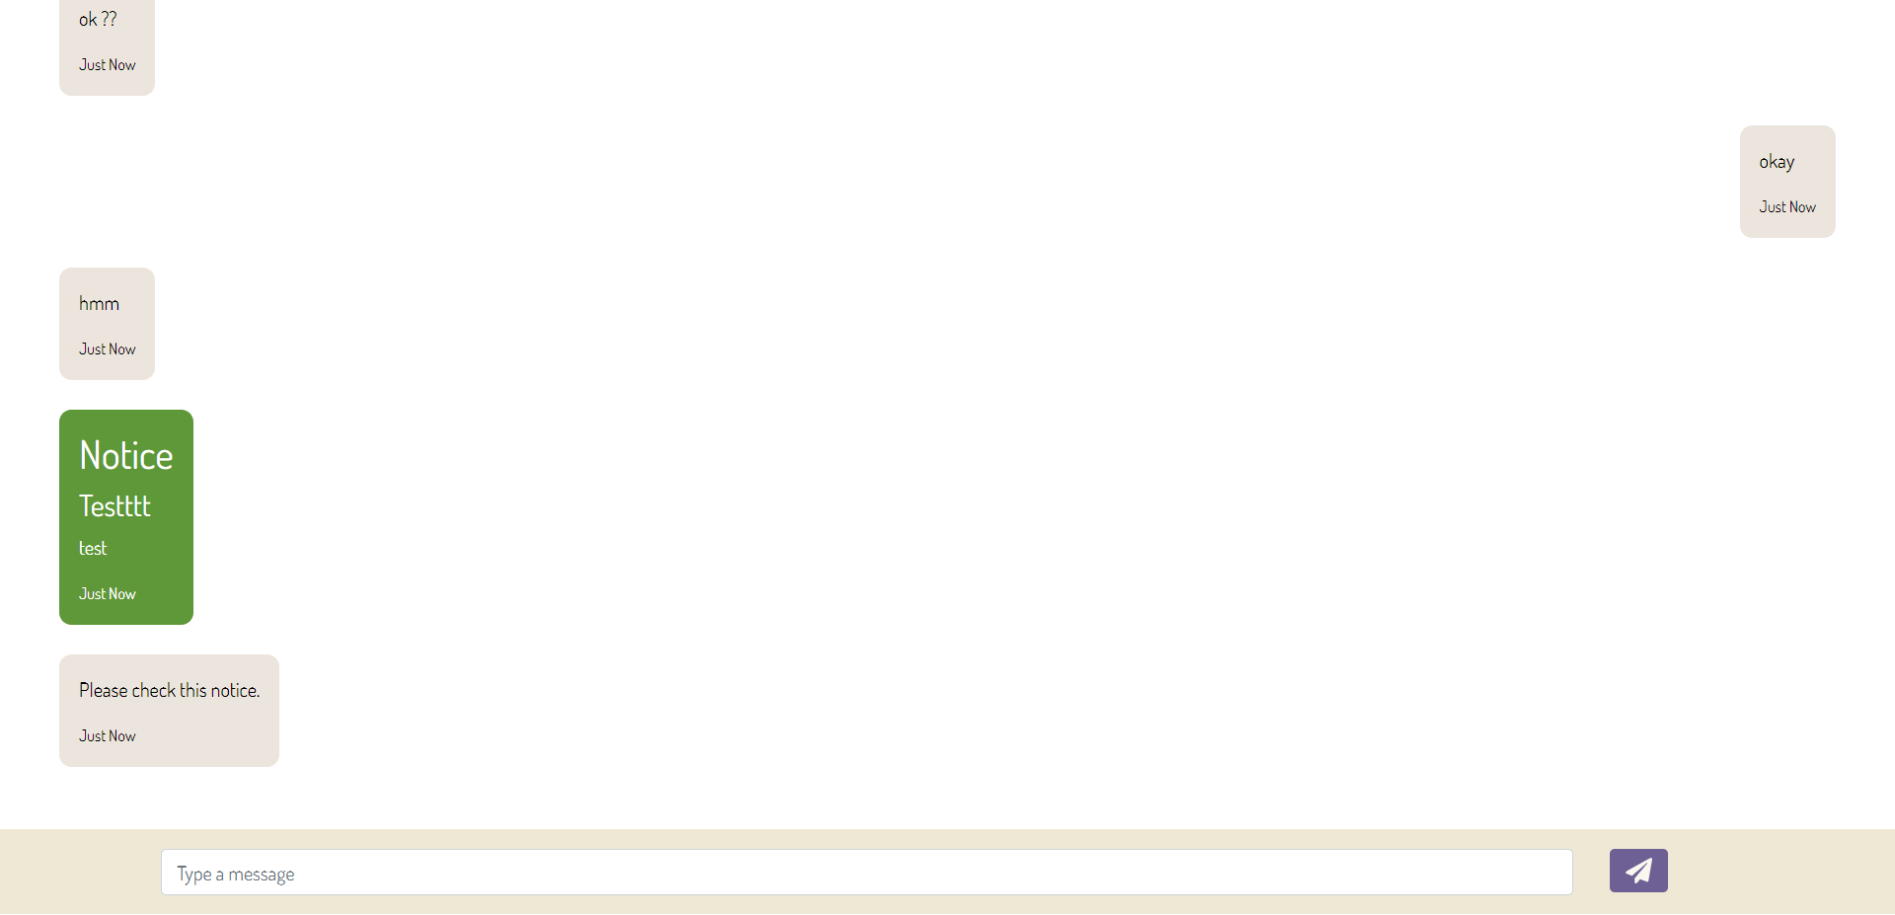 ok ??
Just Now
okay
Just Now
hmm
Just Now
Notice
Testttt
test
Just Now
Please check this notice.
Just Now
Type a message